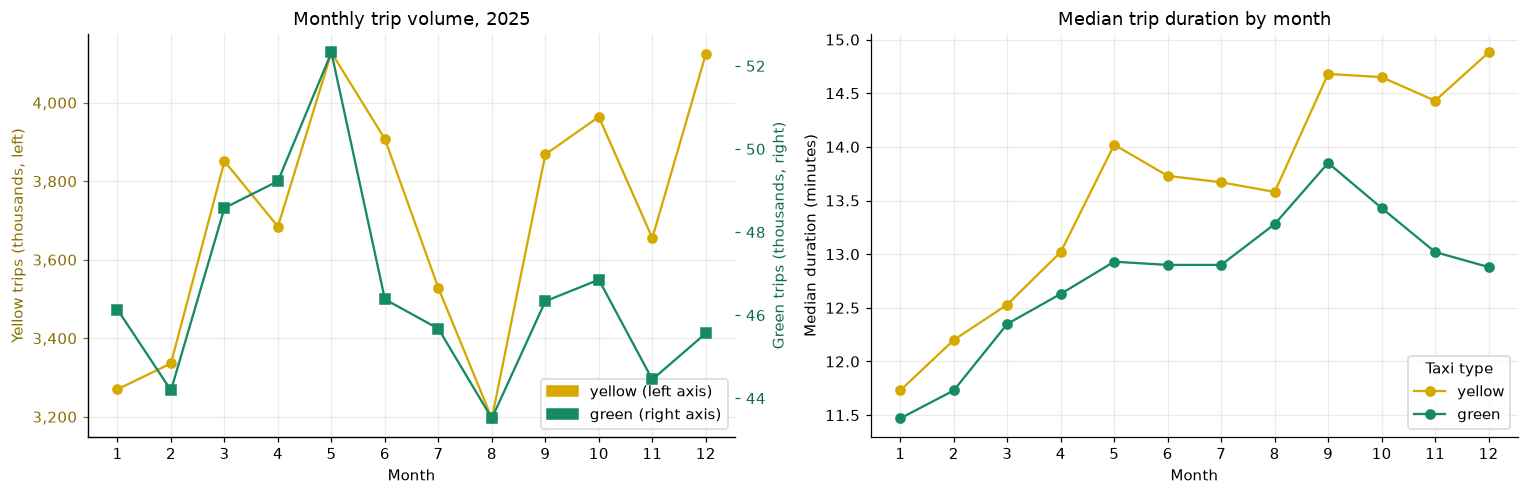 Monthly trip volume, 2025
Yellow trips (thousands, left)
4,000
3,800
3,600
3,400
3,200
1 2 3 4 5 6 7 8 9 10 11 12
Month
52
50
48
46
44
Green trips (thousands, right)
yellow (left axis)
green (right axis)
Median trip duration by month
Median duration (minutes)
15.0
14.5
14.0
13.5
13.0
12.5
12.0
11.5
1 2 3 4 5 6 7 8 9 10 11 12
Month
Taxi type
yellow
green